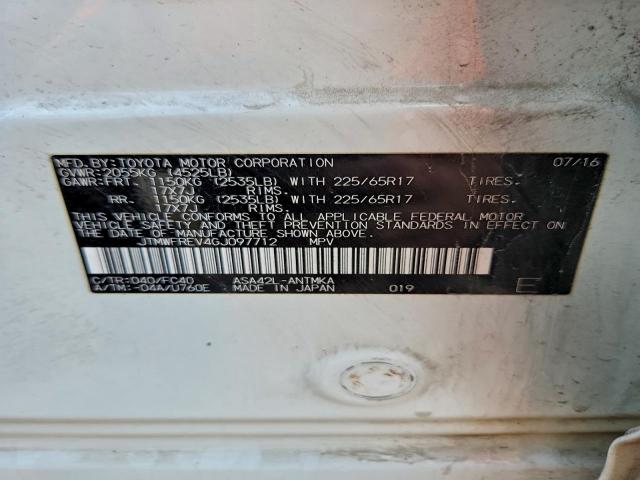 MFD. BY: TOYOTA MOTOR CORPORATION 07/16
GVWR: 2055KG (4525LB)
GAWR: FRT. 1150KG (2535LB) WITH 225/65R17 TIRES.
17X7J RIMS.
RR. 1150KG (2535LB) WITH 225/65R17 TIRES.
17X7J RIMS.
THIS VEHICLE CONFORMS TO ALL APPLICABLE FEDERAL MOTOR
VEHICLE SAFETY, BUMPER, AND THEFT PREVENTION STANDARDS IN EFFECT ON
THE DATE OF MANUFACTURE SHOWN ABOVE.
JTMWFREV4GJ097712 MPV
C/TR: 040/FC40 ASA42L-ANTMKA
A/TM: -04A/U760E MADE IN JAPAN 019 E